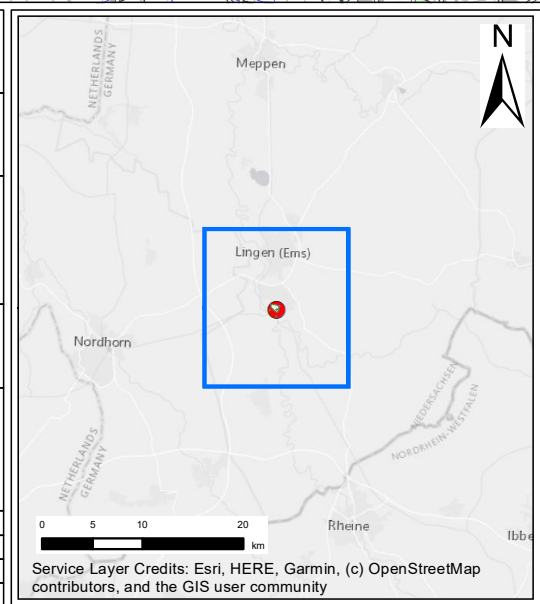 N
NETHERLANDS
GERMANY
Meppen
Lingen (Ems)
Nordhorn
NIEDERSACHSEN
NORDRHEIN-WESTFALEN
NETHERLANDS
GERMANY
Rheine
Ibbe
0 5 10 20
km
Service Layer Credits: Esri, HERE, Garmin, (c) OpenStreetMap
contributors, and the GIS user community